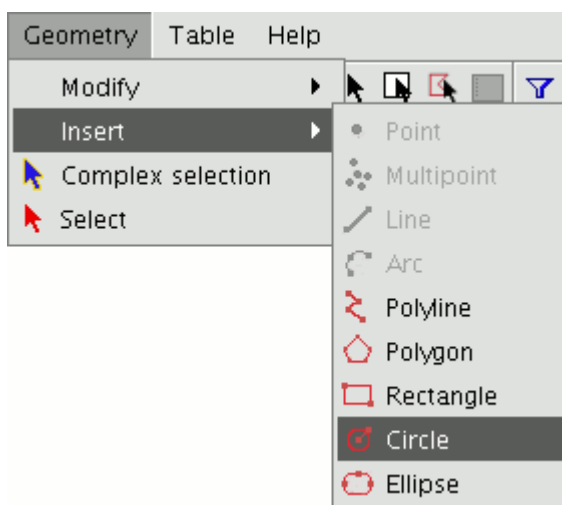 Geometry Table Help
Modify
Insert
Complex selection
Select
Point
Multipoint
Line
Arc
Polyline
Polygon
Rectangle
Circle
Ellipse